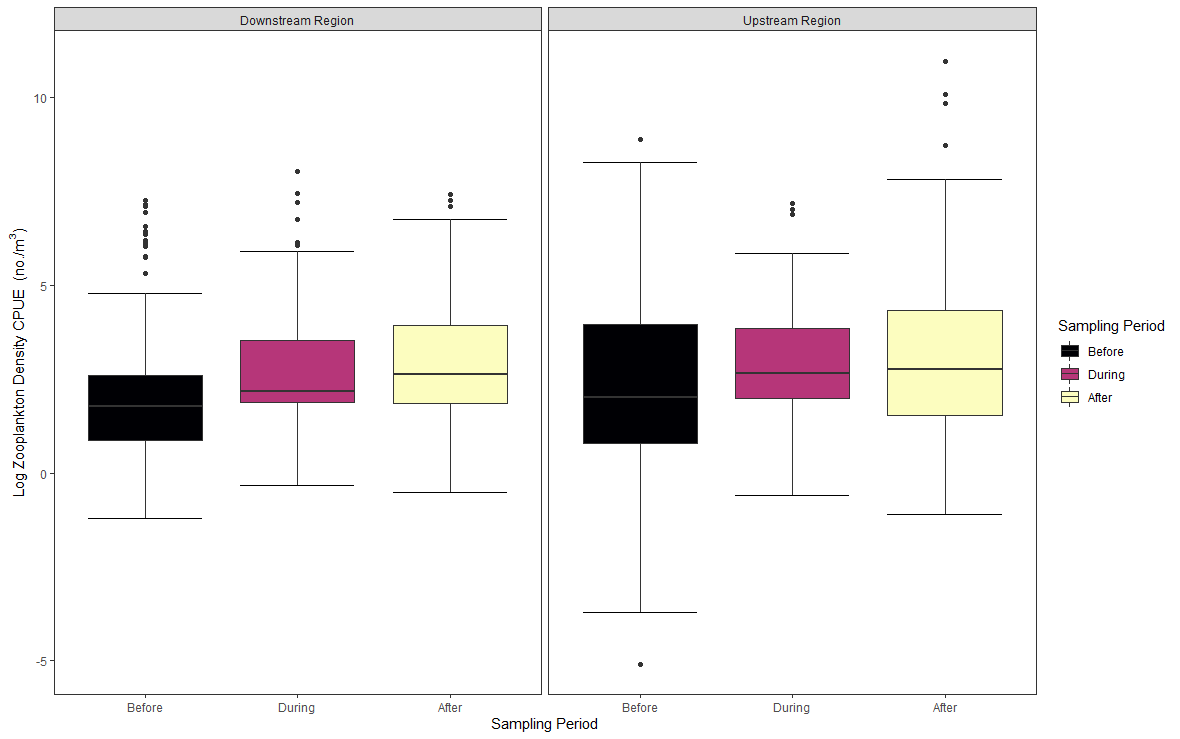 Downstream Region
Upstream Region
Log Zooplankton Density CPUE (no./m³)
10
5
0
-5
Before
During
After
Before
During
After
Sampling Period
Sampling Period
Before
During
After